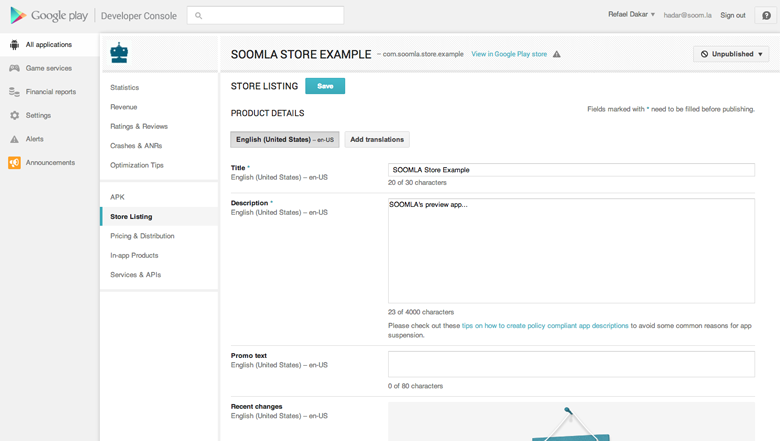 Google play Developer Console
Refael Dakar hadar@soom.la Sign out
All applications
Game services
Financial reports
Settings
Alerts
Announcements
Statistics
Revenue
Ratings & Reviews
Crashes & ANRs
Optimization Tips
APK
Store Listing
Pricing & Distribution
In-app Products
Services & APIs
SOOMLA STORE EXAMPLE – com.soomla.store.example View in Google Play store
Unpublished
STORE LISTING Save
Fields marked with * need to be filled before publishing.
PRODUCT DETAILS
English (United States) – en-US Add translations
Title *
English (United States) – en-US
SOOMLA Store Example
20 of 30 characters
Description *
English (United States) – en-US
SOOMLA's preview app...
23 of 4000 characters
Please check out these tips on how to create policy compliant app descriptions to avoid some common reasons for app
suspension.
Promo text
English (United States) – en-US
0 of 80 characters
Recent changes
English (United States) – en-US